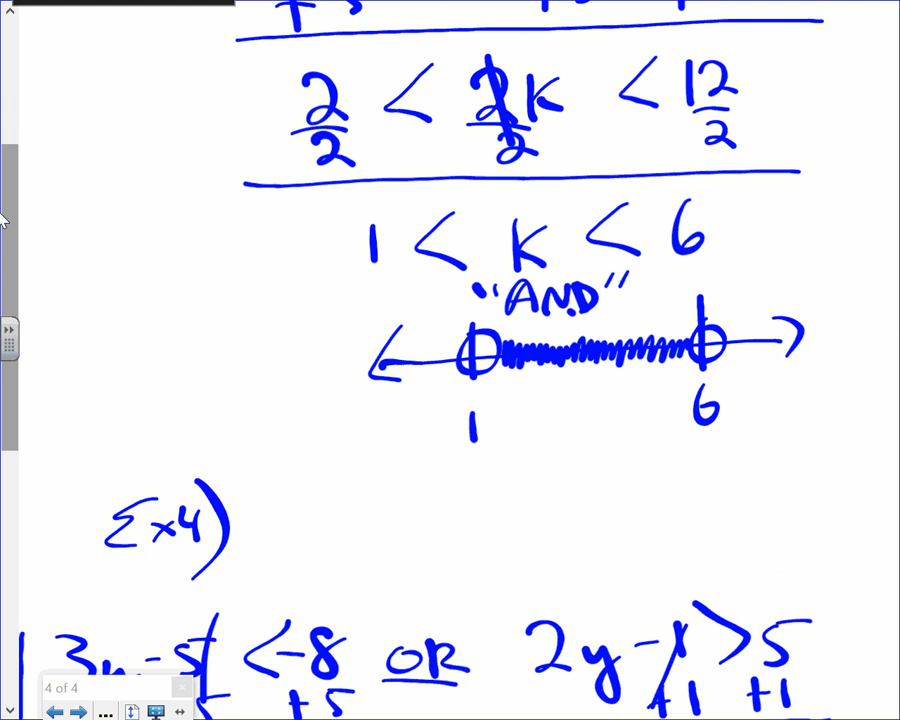 2/2 < 2k/2 < 12/2
1 < k < 6
"AND"
1 6
Ex4)
3y - 5 < -8 OR 2y - 1 > 5
+5 +1 +1
4 of 4